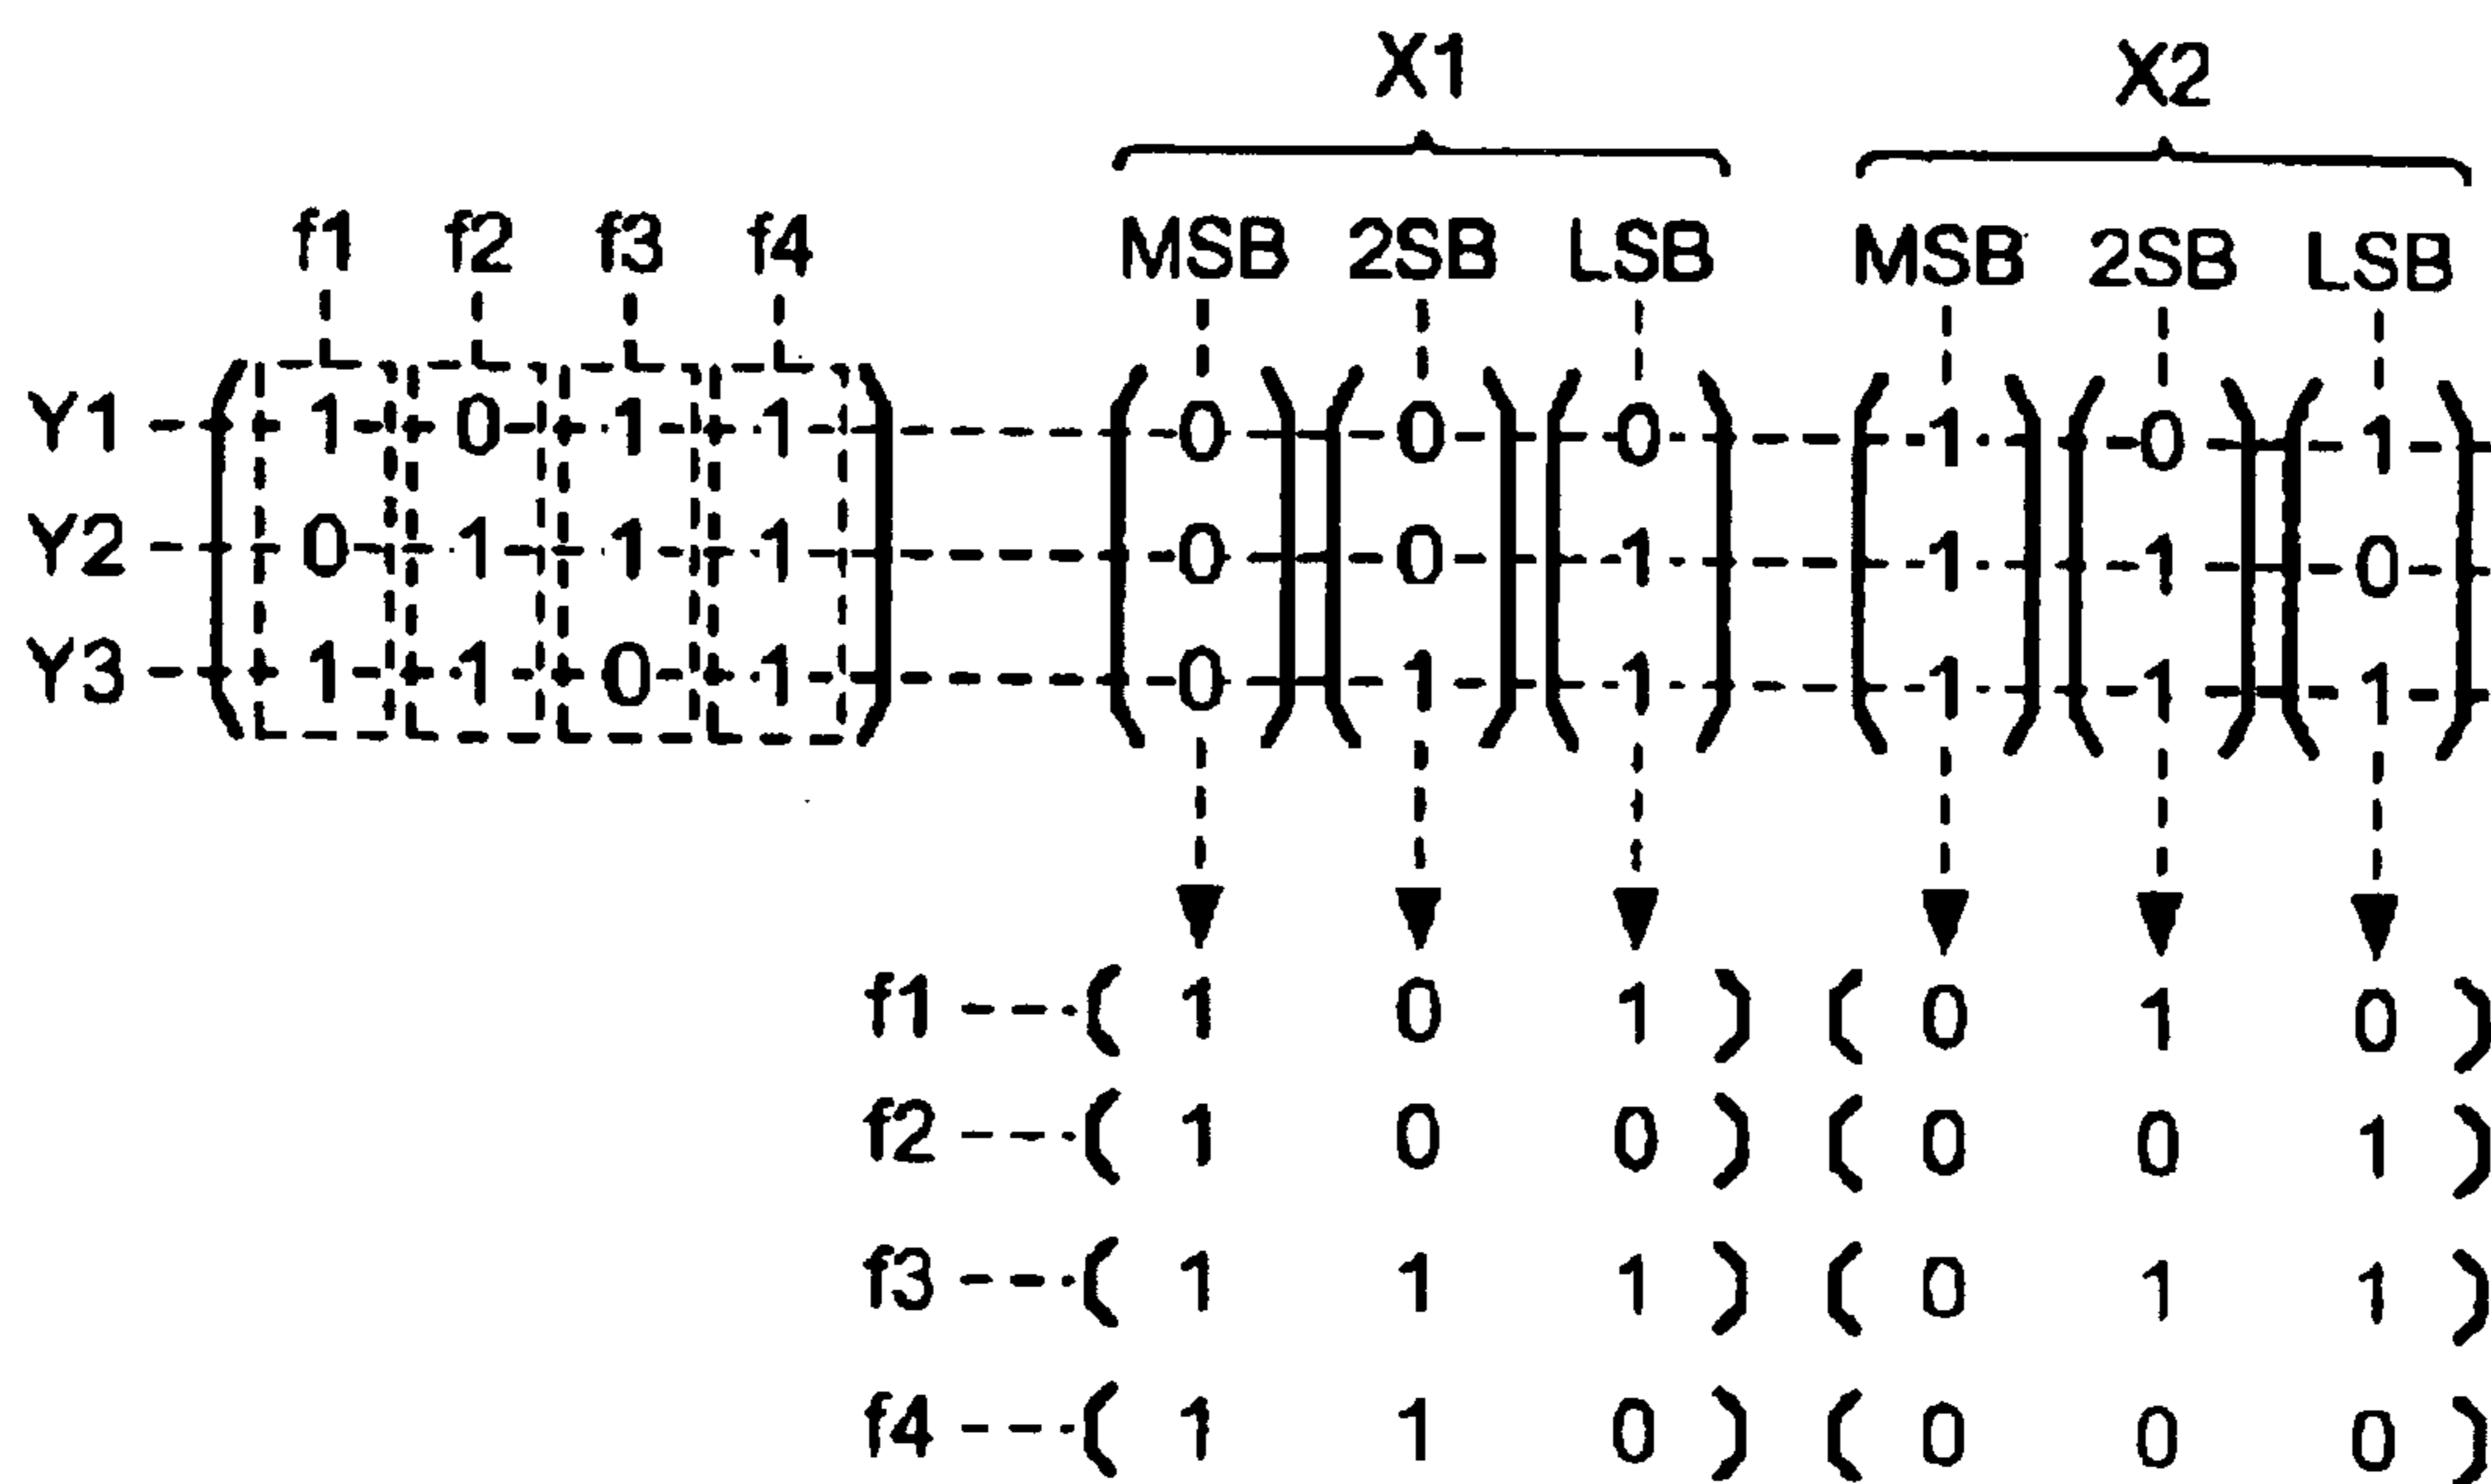 X1 X2
f1 f2 f3 f4 MSB 2SB LSB MSB 2SB LSB
Y1 1 0 1 1 0 0 0 1 0 1
Y2 0 1 1 1 0 0 1 1 1 0
Y3 1 1 0 1 0 1 1 1 1 1
f1 ( 1 0 1 ) ( 0 1 0 )
f2 ( 1 0 0 ) ( 0 0 1 )
f3 ( 1 1 1 ) ( 0 1 1 )
f4 ( 1 1 0 ) ( 0 0 0 )